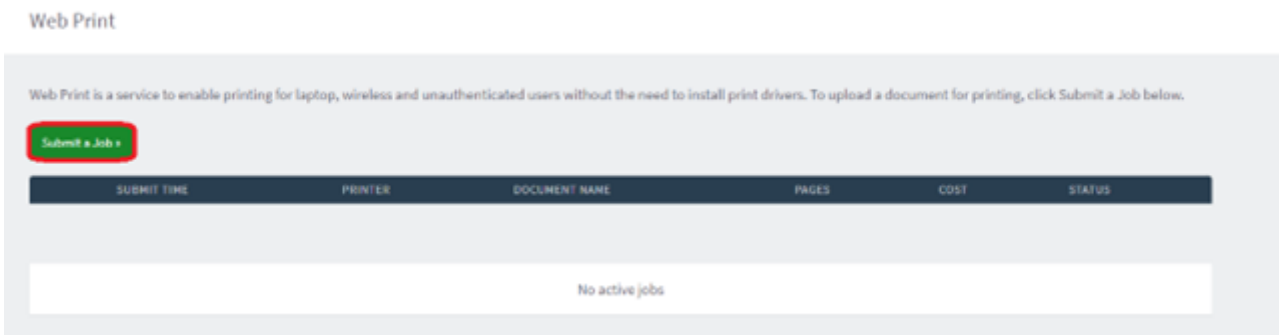 Web Print
Web Print is a service to enable printing for laptop, wireless and unauthenticated users without the need to install print drivers. To upload a document for printing, click Submit a Job below.
Submit a Job »
SUBMIT TIME PRINTER DOCUMENT NAME PAGES COST STATUS
No active jobs